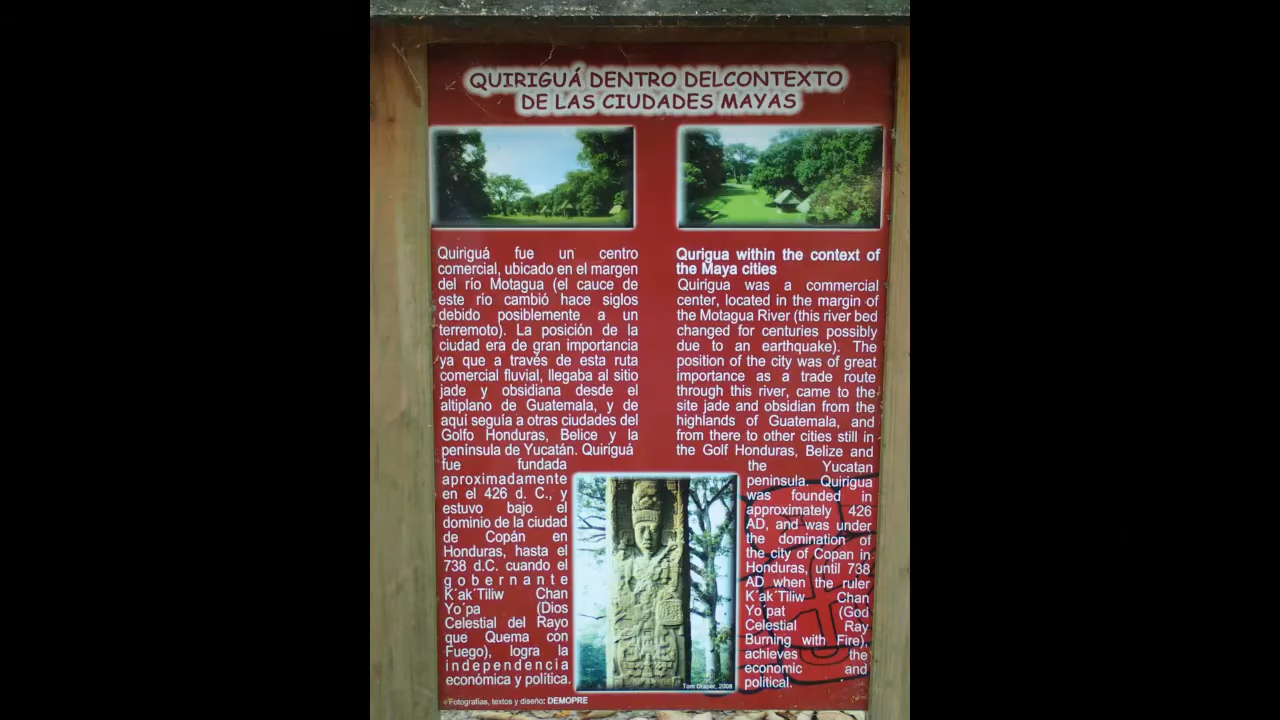 QUIRIGUÁ DENTRO DELCONTEXTO
DE LAS CIUDADES MAYAS
Quiriguá fue un centro
comercial, ubicado en el margen
del río Motagua (el cauce de
este río cambió hace siglos
debido posiblemente a un
terremoto). La posición de la
ciudad era de gran importancia
ya que a través de esta ruta
comercial fluvial, llegaba al sitio
jade y obsidiana desde el
altiplano de Guatemala, y de
aquí seguía a otras ciudades del
Golfo Honduras, Belice y la
península de Yucatán. Quiriguá
fue fundada
aproximadamente
en el 426 d. C., y
estuvo bajo el
dominio de la ciudad
de Copán en
Honduras, hasta el
738 d.C. cuando el
gobernante
K´ak´Tiliw Chan
Yo´pa (Dios
Celestial del Rayo
que Quema con
Fuego), logra la
independencia
económica y política.
Qurigua within the context of
the Maya cities
Quirigua was a commercial
center, located in the margin of
the Motagua River (this river bed
changed for centuries possibly
due to an earthquake). The
position of the city was of great
importance as a trade route
through this river, came to the
site jade and obsidian from the
highlands of Guatemala, and
from there to other cities still in
the Golf Honduras, Belize and
the Yucatan
peninsula. Quirigua
was founded in
approximately 426
AD, and was under
the domination of
the city of Copan in
Honduras, until 738
AD when the ruler
K´ak´Tiliw Chan
Yo´pat (God
Celestial Ray
Burning with Fire),
achieves the
economic and
political.
Tom Draper, 2008
Fotografías, textos y diseño: DEMOPRE